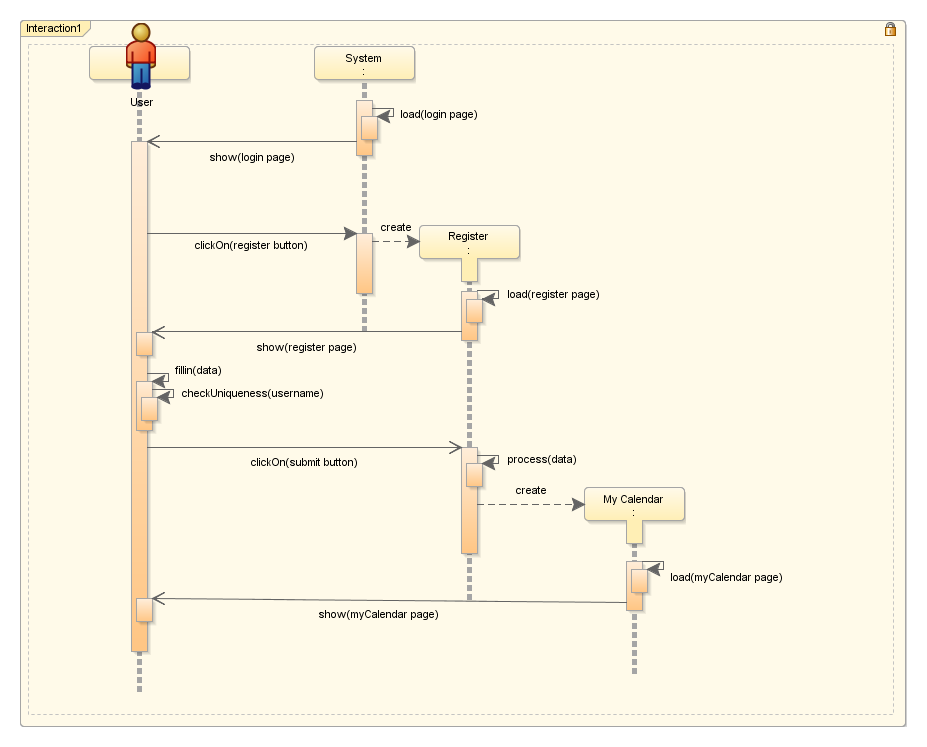 Interaction1
User
System
:
load(login page)
show(login page)
clickOn(register button)
create
Register
:
load(register page)
show(register page)
fillin(data)
checkUniqueness(username)
clickOn(submit button)
process(data)
create
My Calendar
:
load(myCalendar page)
show(myCalendar page)